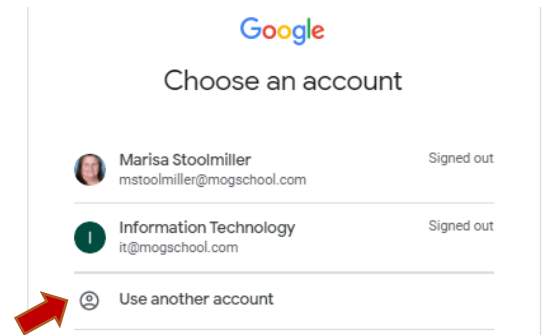 Google
Choose an account
Marisa Stoolmiller
Signed out
mstoolmiller@mogschool.com
I
Information Technology
Signed out
it@mogschool.com
Use another account